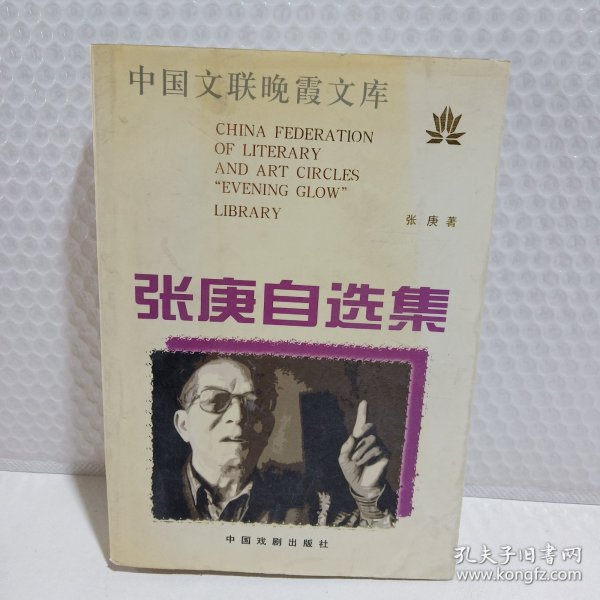 中国文联晚霞文库
CHINA FEDERATION
OF LITERARY
AND ART CIRCLES
"EVENING GLOW"
LIBRARY
张 庚 著
张庚自选集
中国戏剧出版社
孔夫子旧书网
www.kongfz.com